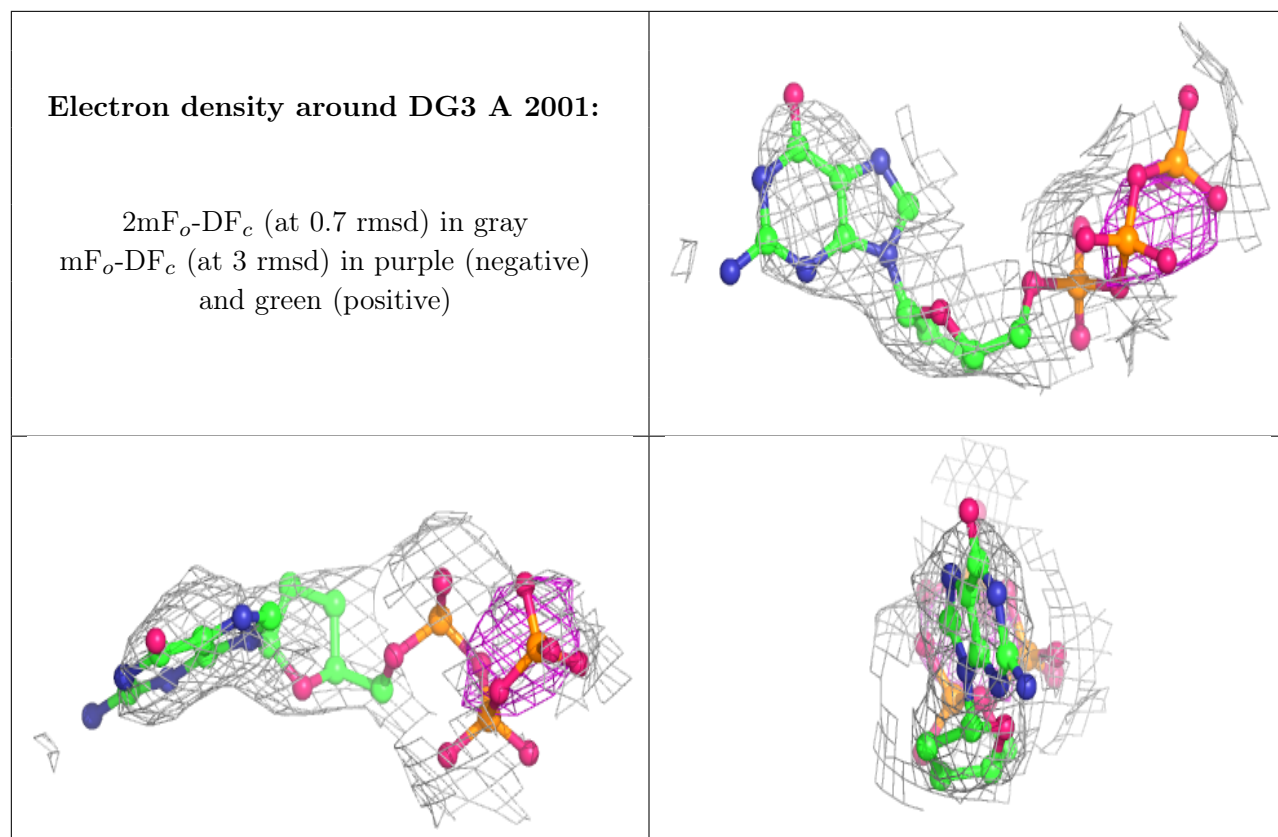 Electron density around DG3 A 2001:
2mFo-DFc (at 0.7 rmsd) in gray
mFo-DFc (at 3 rmsd) in purple (negative)
and green (positive)